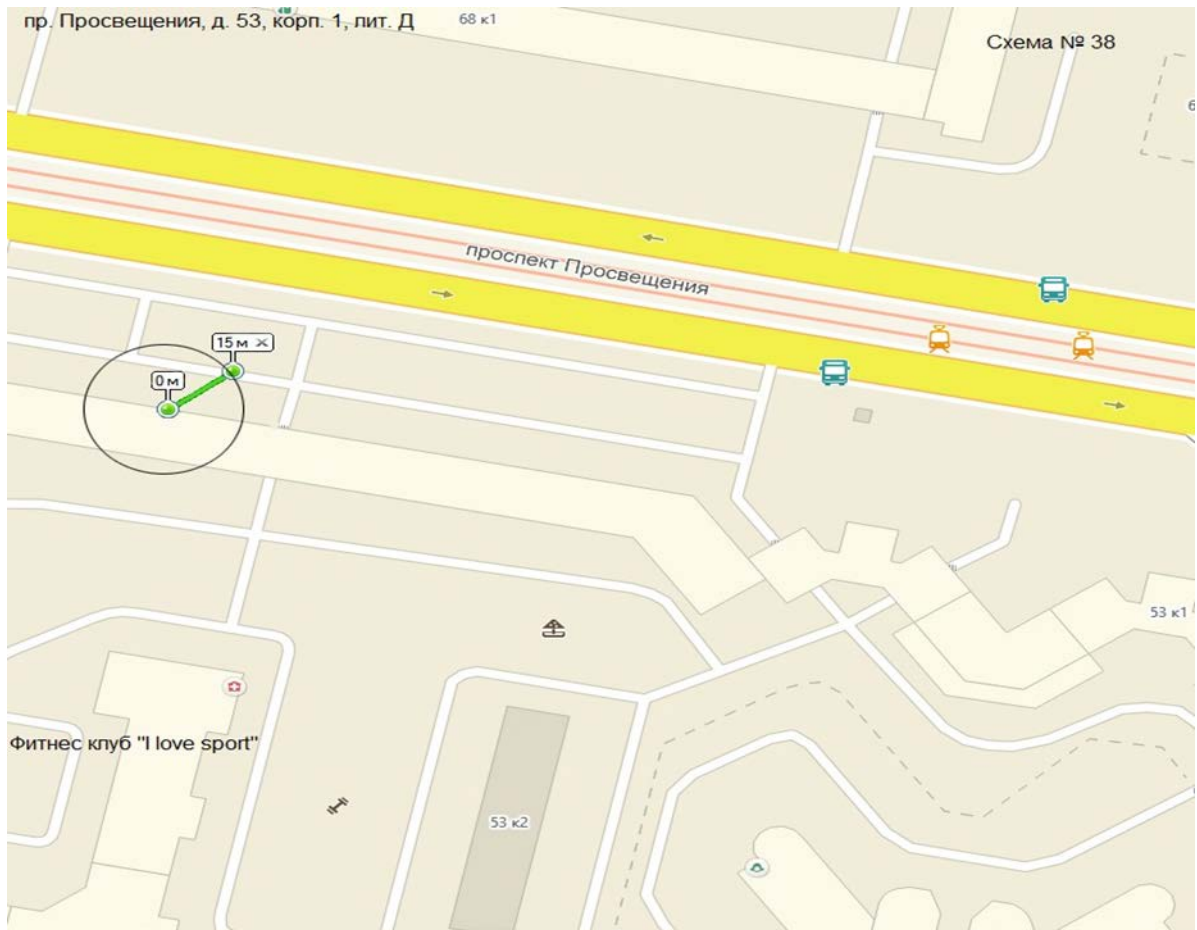 пр. Просвещения, д. 53, корп. 1, лит. Д
68 к1
Схема № 38
проспект Просвещения
15 м
0 м
53 к1
Фитнес клуб "I love sport"
53 к2